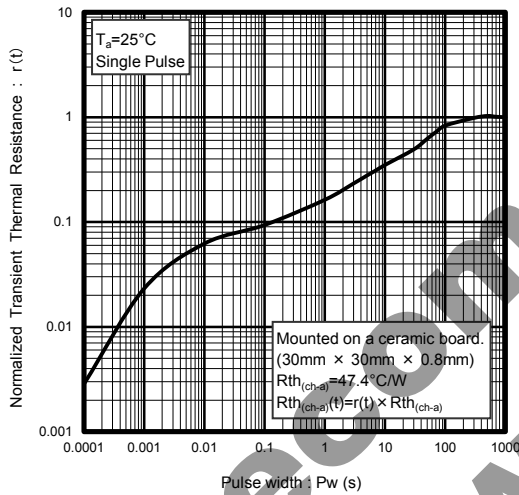 10
1
0.1
0.01
0.001
Normalized Transient Thermal Resistance : r(t)
Ta=25°C
Single Pulse
Mounted on a ceramic board.
(30mm × 30mm × 0.8mm)
Rth(ch-a)=47.4°C/W
Rth(ch-a)(t)=r(t)×Rth(ch-a)
0.0001 0.001 0.01 0.1 1 10 100 1000
Pulse width : Pw (s)